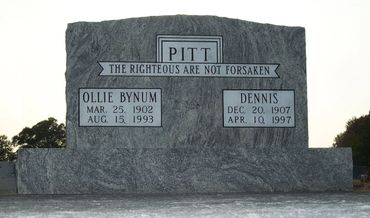 PITT
THE RIGHTEOUS ARE NOT FORSAKEN
OLLIE BYNUM
MAR. 25, 1902
AUG. 15, 1993
DENNIS
DEC. 20, 1907
APR. 10, 1997